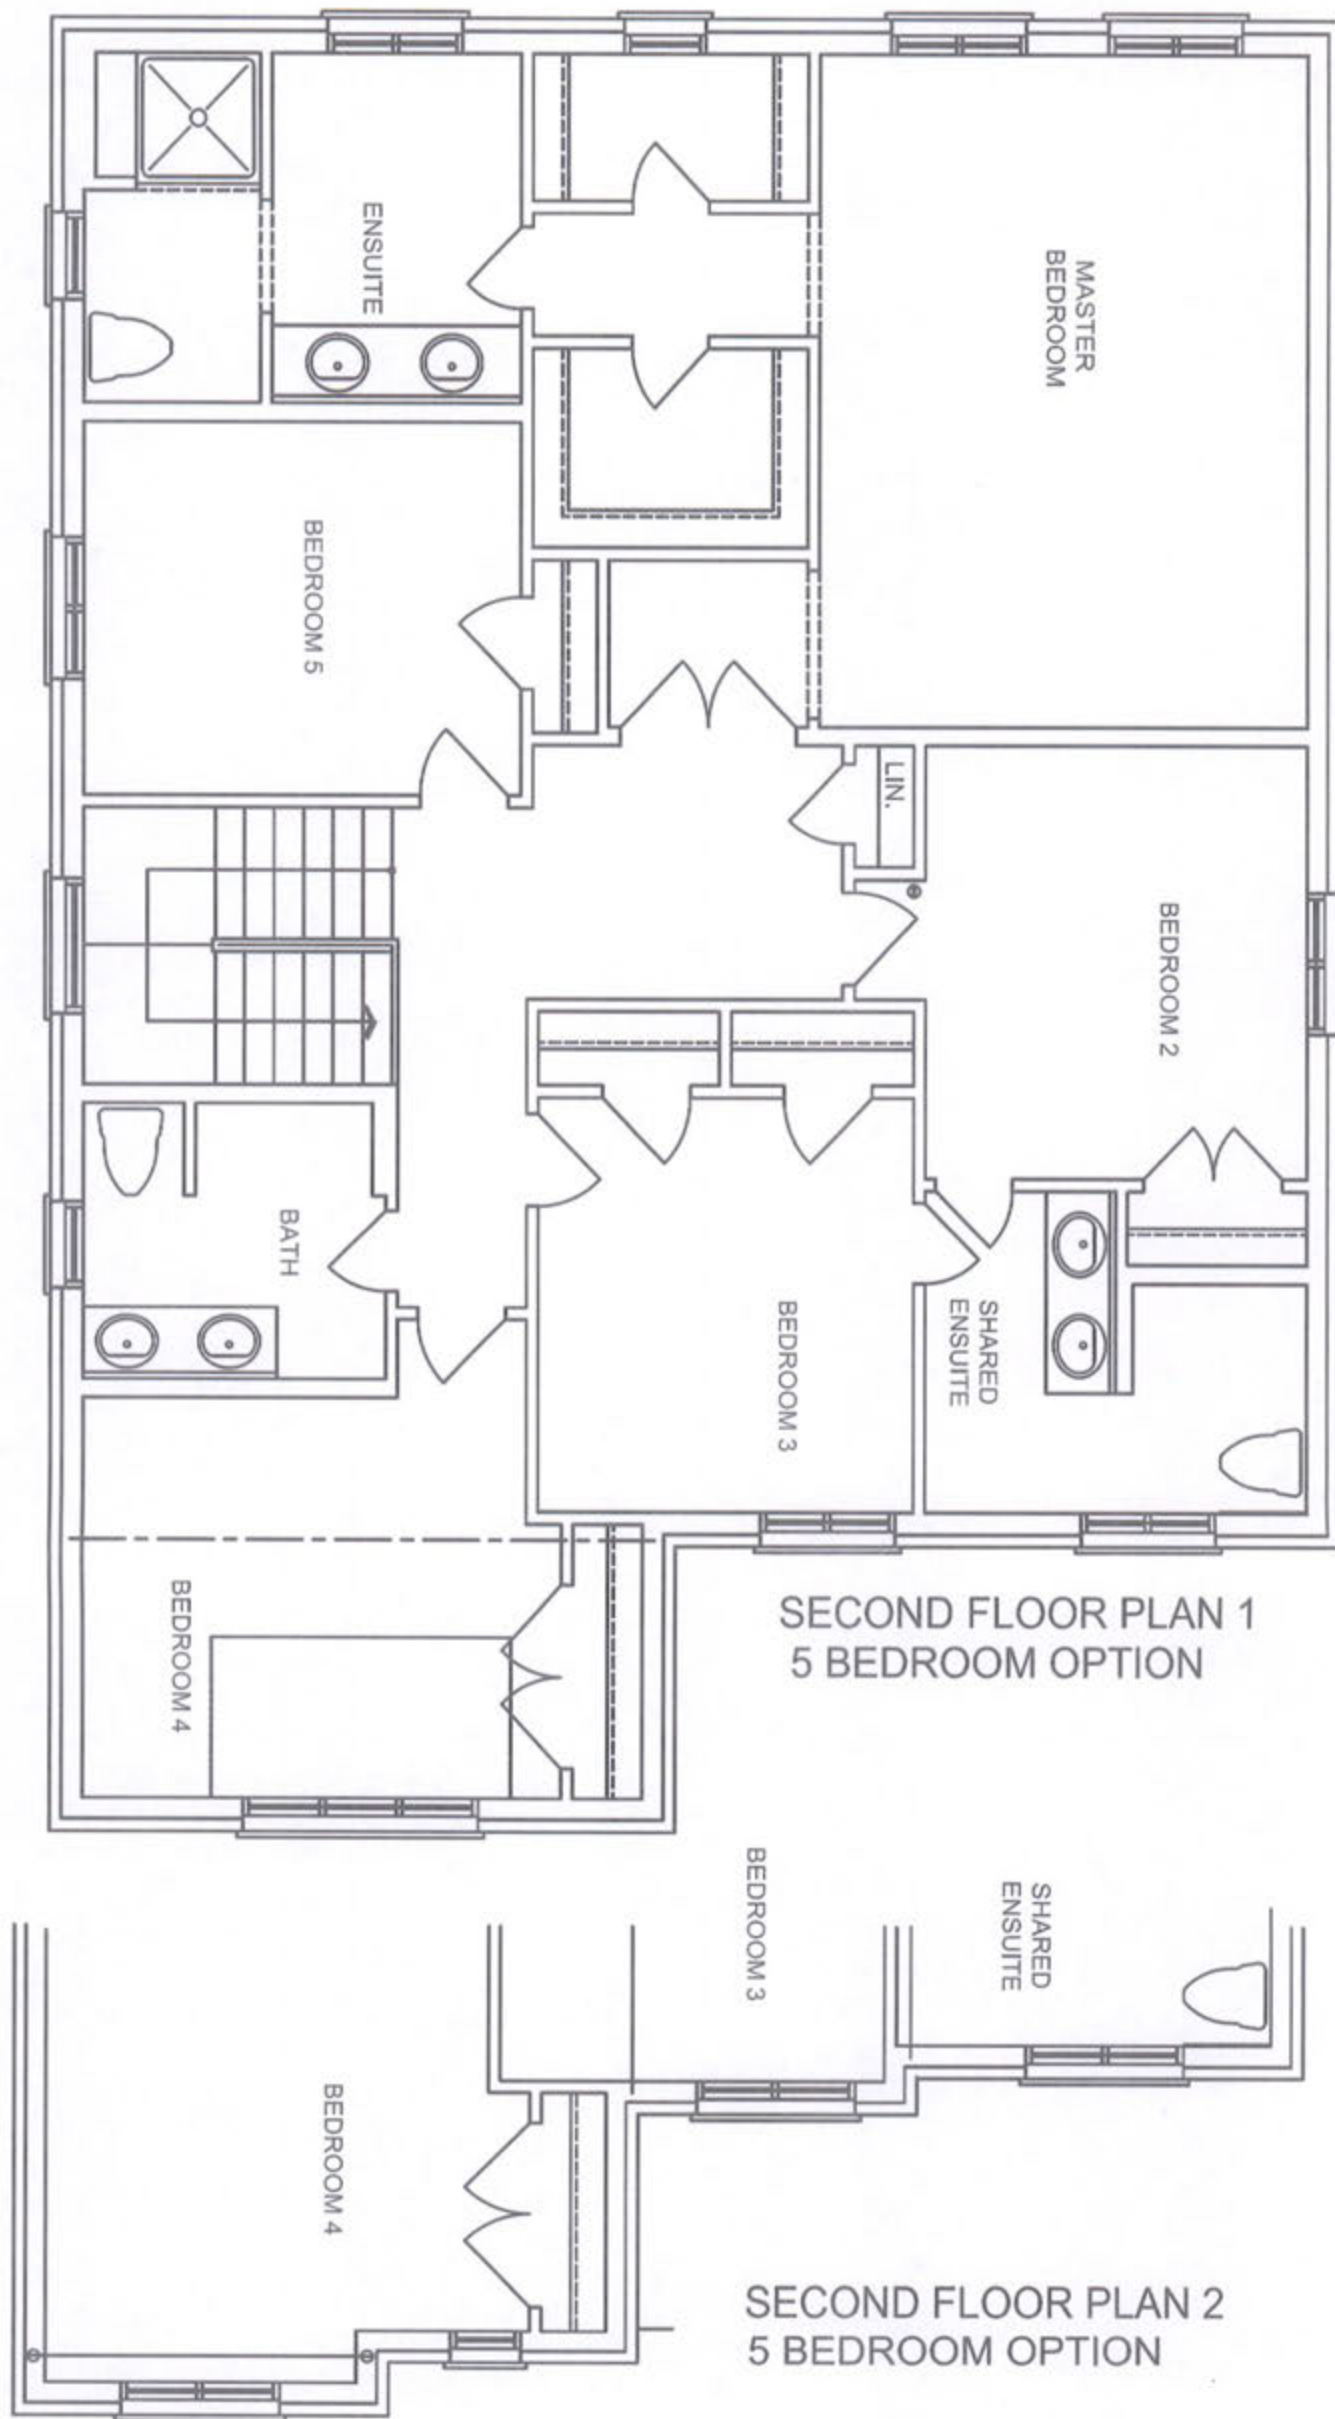 ENSUITE
MASTER
BEDROOM
BEDROOM 5
LIN.
BEDROOM 2
BATH
BEDROOM 3
SHARED
ENSUITE
BEDROOM 4
SECOND FLOOR PLAN 1
5 BEDROOM OPTION
BEDROOM 3
SHARED
ENSUITE
BEDROOM 4
SECOND FLOOR PLAN 2
5 BEDROOM OPTION